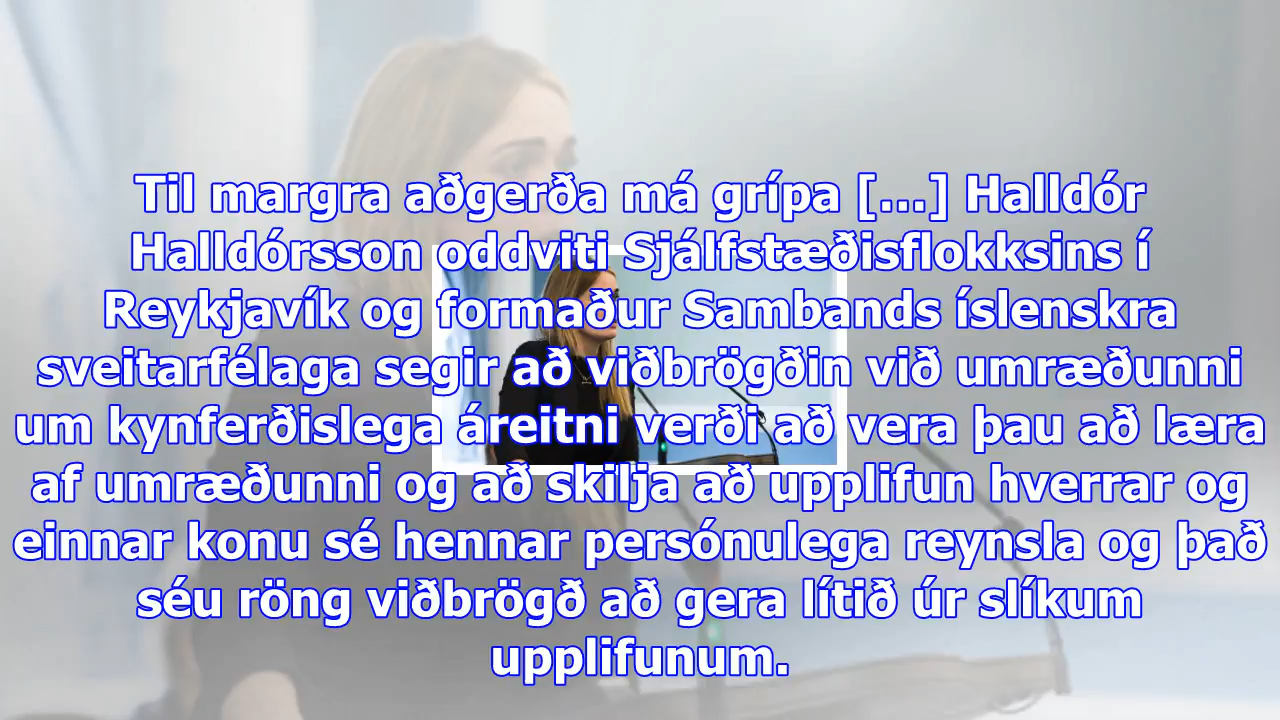 Til margra aðgerða má grípa [...] Halldór
Halldórsson oddviti Sjálfstæðisflokksins í
Reykjavík og formaður Sambands íslenskra
sveitarfélaga segir að viðbrögðin við umræðunni
um kynferðislega áreitni verði að vera þau að læra
af umræðunni og að skilja að upplifun hverrar og
einnar konu sé hennar persónulega reynsla og það
séu röng viðbrögð að gera lítið úr slíkum
upplifunum.